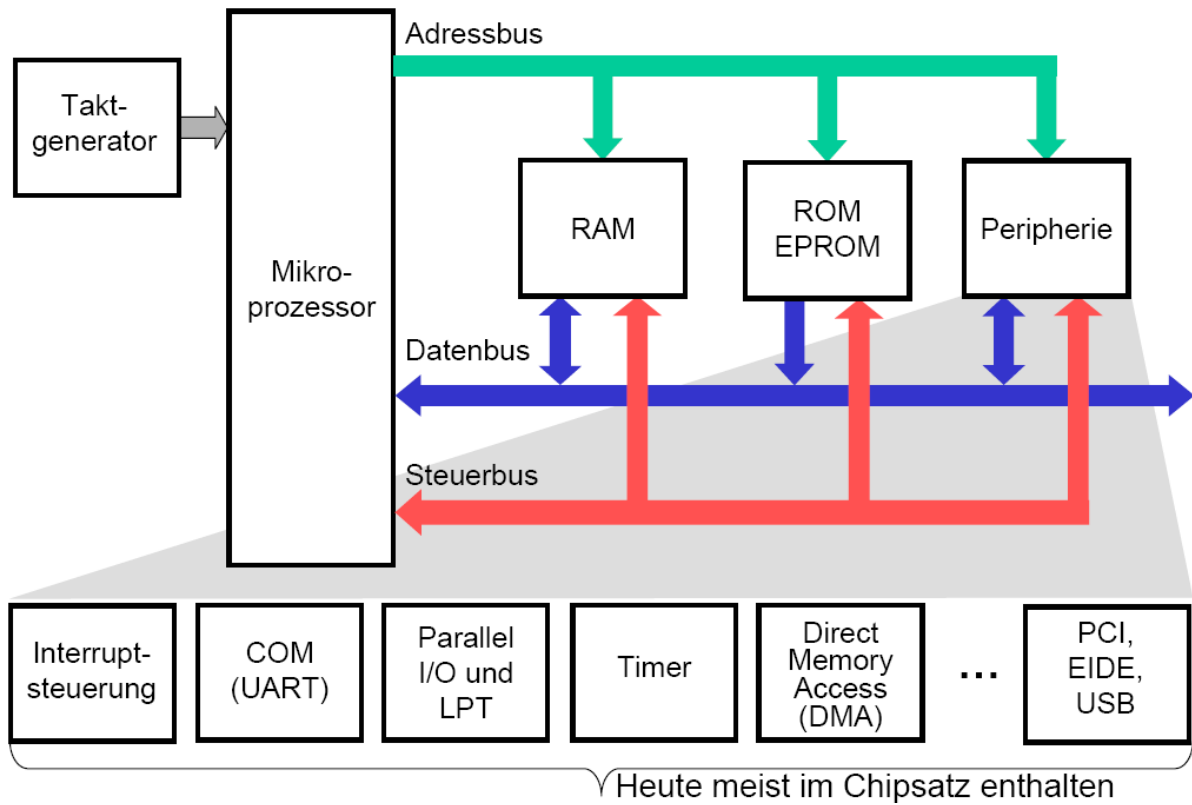 Adressbus
Takt-
generator
RAM
ROM
EPROM
Peripherie
Mikro-
prozessor
Datenbus
Steuerbus
Interrupt-
steuerung
COM
(UART)
Parallel
I/O und
LPT
Timer
Direct
Memory
Access
(DMA)
...
PCI,
EIDE,
USB
Heute meist im Chipsatz enthalten